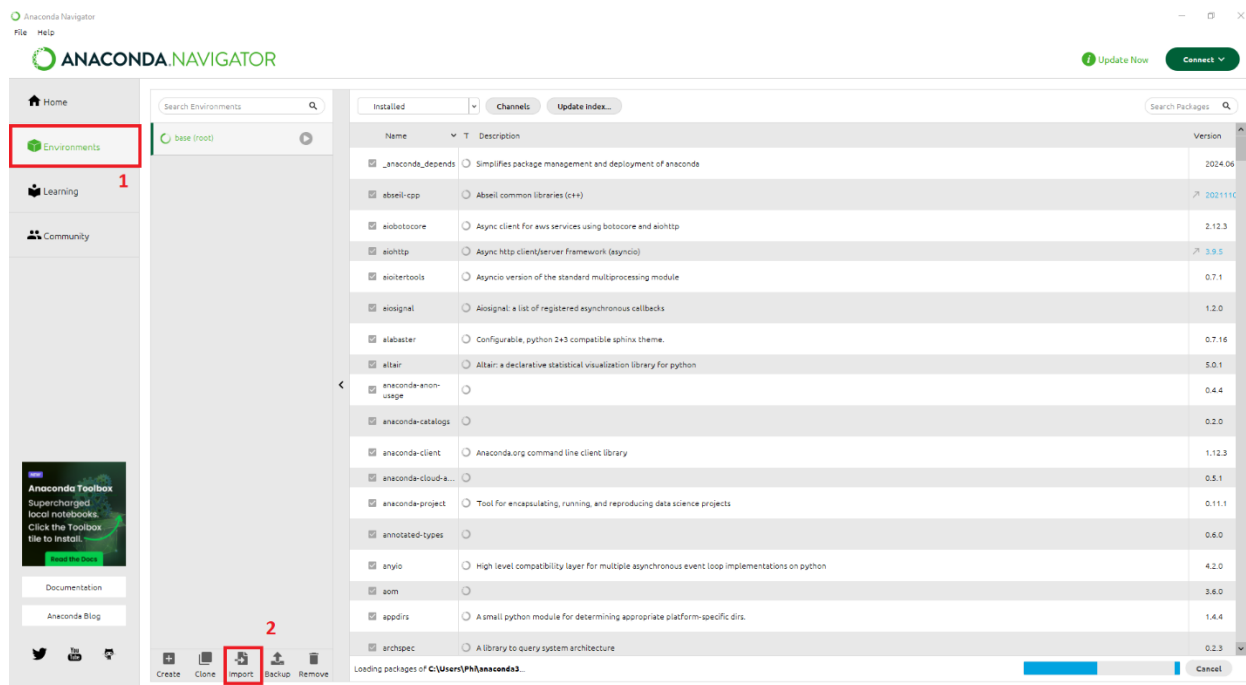 Anaconda Navigator
File Help
ANACONDA.NAVIGATOR
Update Now
Connect
Home
Environments
1
Learning
Community
NEW
Anaconda Toolbox
Supercharged
local notebooks.
Click the Toolbox
tile to install.
Read the Docs
Documentation
Anaconda Blog
You
Tube
Search Environments
base (root)
2
Create Clone Import Backup Remove
Installed Channels Update index... Search Packages
Name T Description Version
_anaconda_depends Simplifies package management and deployment of anaconda 2024.06
abseil-cpp Abseil common libraries (c++) 2021110
aiobotocore Async client for aws services using botocore and aiohttp 2.12.3
aiohttp Async http client/server framework (asyncio) 3.9.5
aioitertools Asyncio version of the standard multiprocessing module 0.7.1
aiosignal Aiosignal: a list of registered asynchronous callbacks 1.2.0
alabaster Configurable, python 2+3 compatible sphinx theme. 0.7.16
altair Altair: a declarative statistical visualization library for python 5.0.1
anaconda-anon-
usage 0.4.4
anaconda-catalogs 0.2.0
anaconda-client Anaconda.org command line client library 1.12.3
anaconda-cloud-a... 0.5.1
anaconda-project Tool for encapsulating, running, and reproducing data science projects 0.11.1
annotated-types 0.6.0
anyio High level compatibility layer for multiple asynchronous event loop implementations on python 4.2.0
aom 3.6.0
appdirs A small python module for determining appropriate platform-specific dirs. 1.4.4
archspec A library to query system architecture 0.2.3
Loading packages of C:\Users\Phi\anaconda3... Cancel